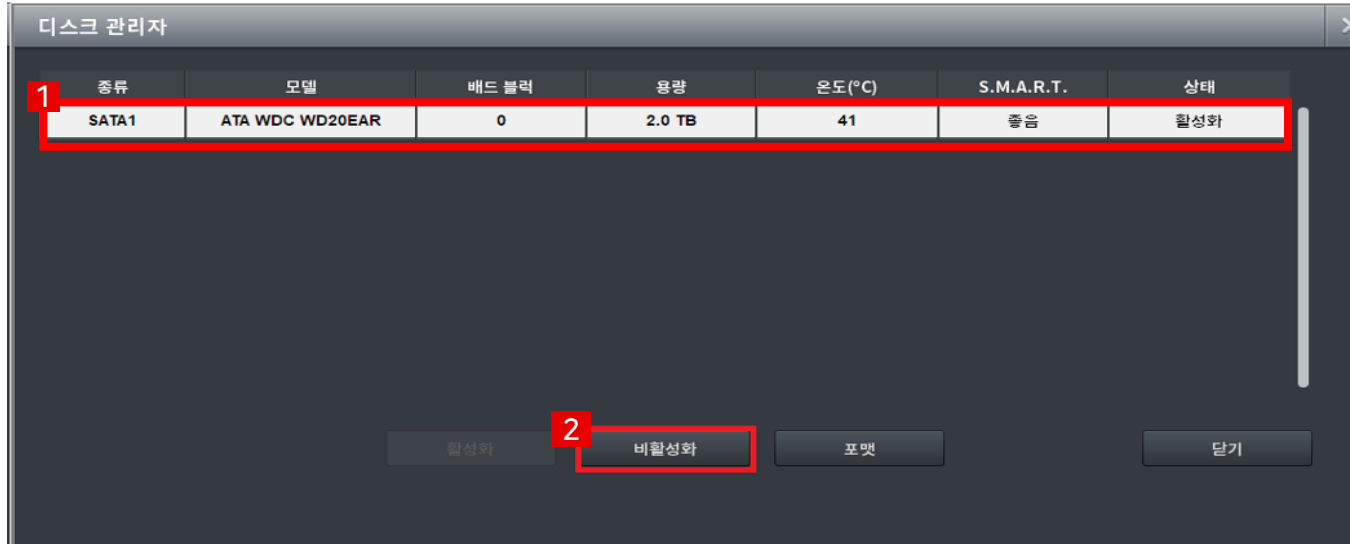 디스크 관리자
종류 모델 배드 블럭 용량 온도(°C) S.M.A.R.T. 상태
1
SATA1 ATA WDC WD20EAR 0 2.0 TB 41 좋음 활성화
2
활성화 비활성화 포맷 닫기